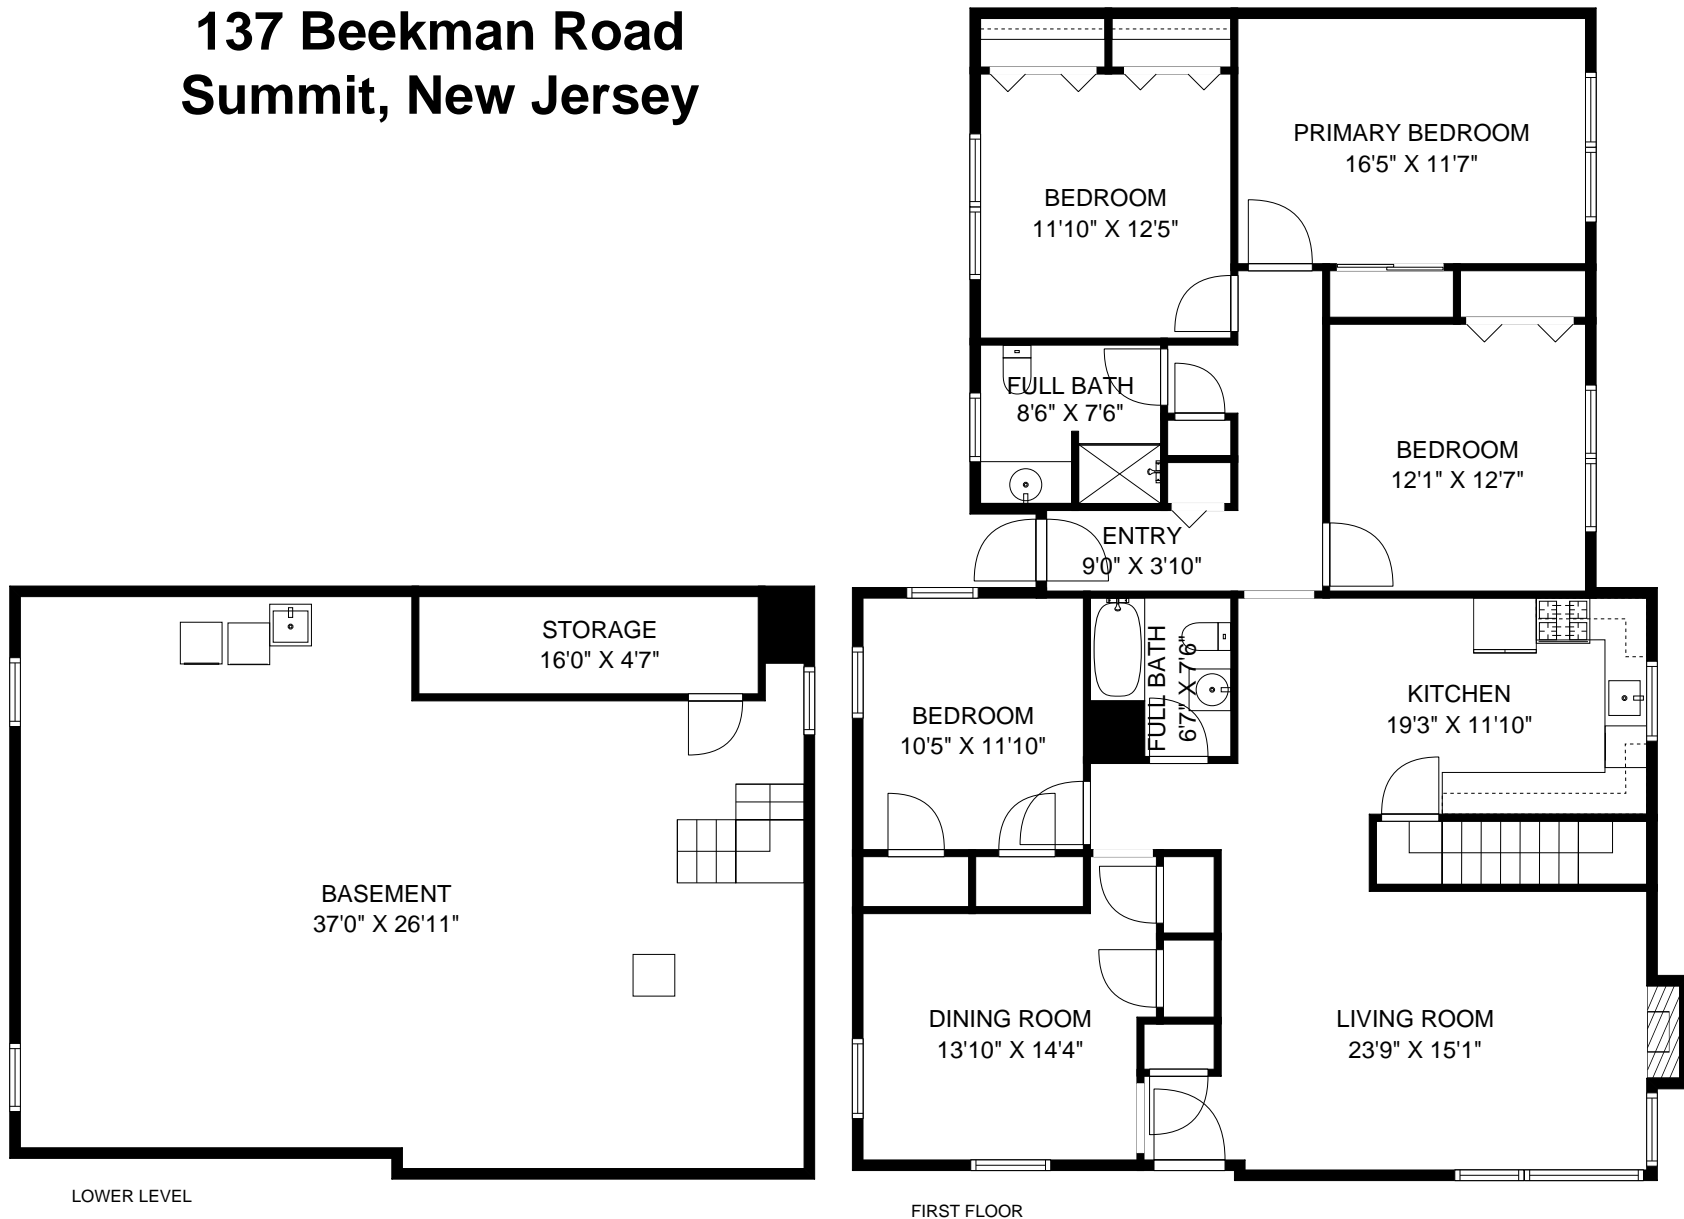 137 Beekman Road
Summit, New Jersey
PRIMARY BEDROOM
16'5" X 11'7"
BEDROOM
11'10" X 12'5"
FULL BATH
8'6" X 7'6"
BEDROOM
12'1" X 12'7"
ENTRY
9'0" X 3'10"
STORAGE
16'0" X 4'7"
FULL BATH
6'7" X 7'6"
KITCHEN
19'3" X 11'10"
BEDROOM
10'5" X 11'10"
BASEMENT
37'0" X 26'11"
DINING ROOM
13'10" X 14'4"
LIVING ROOM
23'9" X 15'1"
LOWER LEVEL
FIRST FLOOR